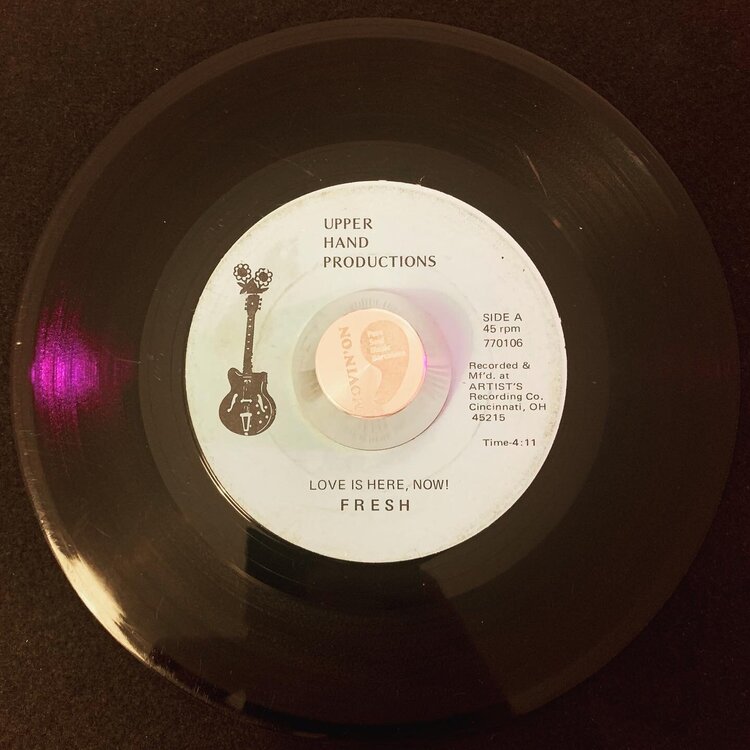 UPPER
HAND
PRODUCTIONS
SIDE A
45 rpm
770106
Recorded &
Mf'd. at
ARTIST'S
Recording Co.
Cincinnati, OH
45215
Time-4:11
LOVE IS HERE, NOW!
FRESH